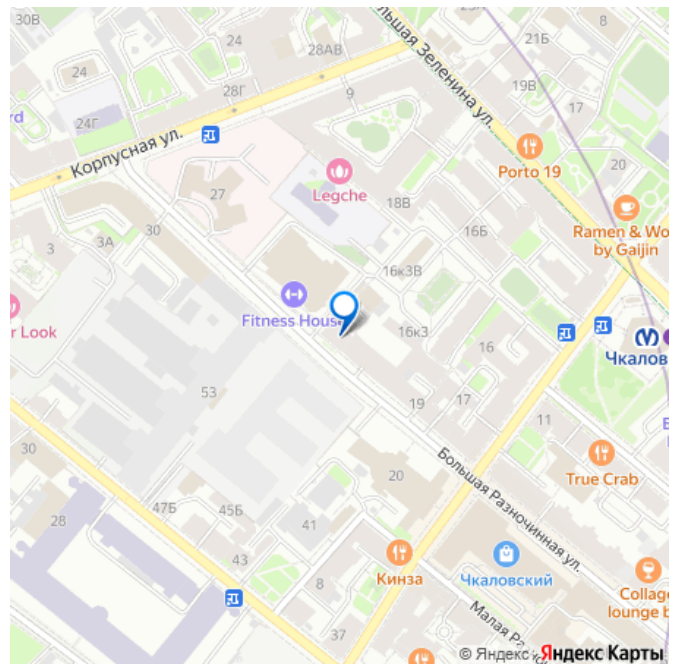 30В
24
28АВ
8
21Б
Большая Зеленина ул.
24
28Г
9
19В
17
24Г
Корпусная ул.
Porto 19
20
27
Legche
18В
Ramen & Wo
by Gaijin
3
3А
30
16Б
16к3В
r Look
Fitness House
16к3
16
Чкалов
53
19
17
11
30
20
Большая Разночинная ул.
True Crab
47Б
45Б
28
41
43
8
Кинза
Чкаловский
Collag
lounge b
37
Малая Ра
© Яндекс Яндекс Карты